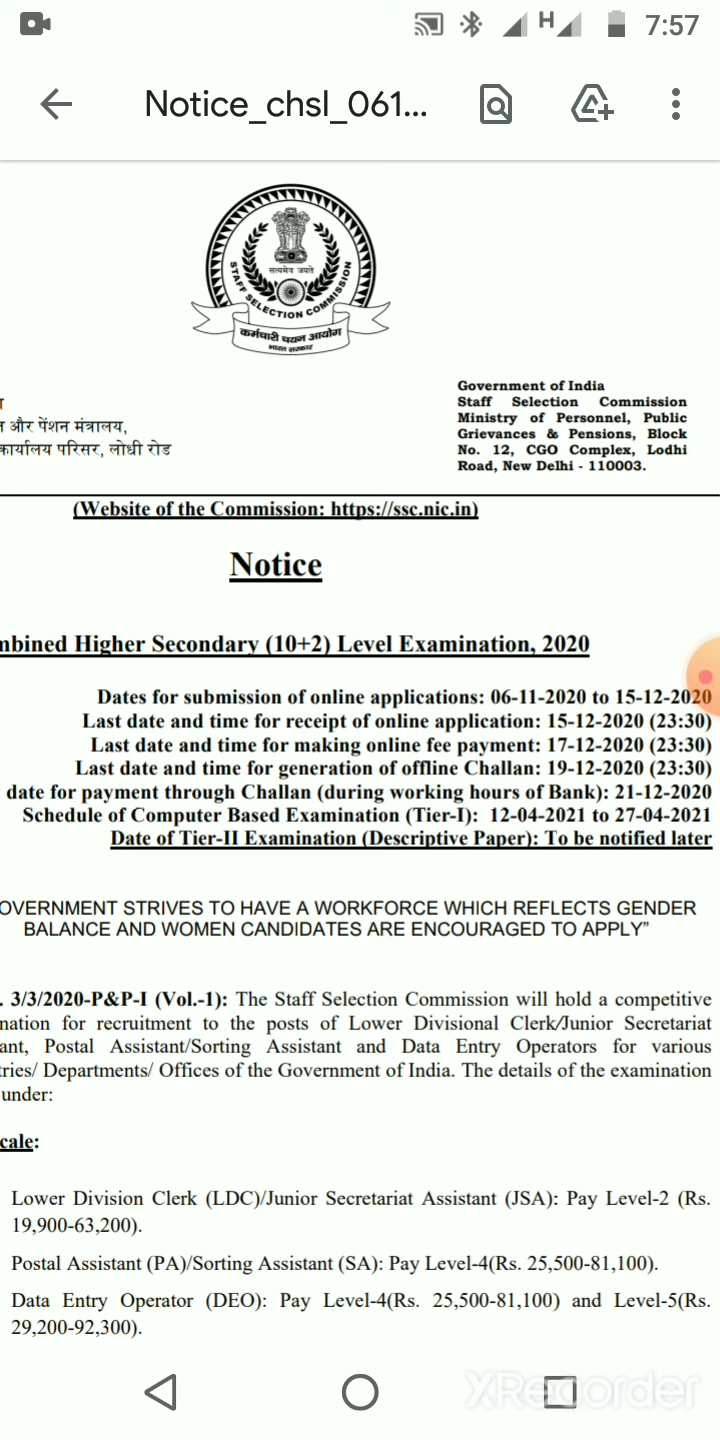 7:57
H
Notice_chsl_061...
सत्यमेव जयते
STAFF SELECTION COMMISSION
कर्मचारी चयन आयोग
भारत सरकार
और पेंशन मंत्रालय,
कार्यालय परिसर, लोधी रोड
Government of India
Staff Selection Commission
Ministry of Personnel, Public
Grievances & Pensions, Block
No. 12, CGO Complex, Lodhi
Road, New Delhi - 110003.
(Website of the Commission: https://ssc.nic.in)
Notice
mbined Higher Secondary (10+2) Level Examination, 2020
Dates for submission of online applications: 06-11-2020 to 15-12-2020
Last date and time for receipt of online application: 15-12-2020 (23:30)
Last date and time for making online fee payment: 17-12-2020 (23:30)
Last date and time for generation of offline Challan: 19-12-2020 (23:30)
date for payment through Challan (during working hours of Bank): 21-12-2020
Schedule of Computer Based Examination (Tier-I): 12-04-2021 to 27-04-2021
Date of Tier-II Examination (Descriptive Paper): To be notified later
OVERNMENT STRIVES TO HAVE A WORKFORCE WHICH REFLECTS GENDER
BALANCE AND WOMEN CANDIDATES ARE ENCOURAGED TO APPLY”
. 3/3/2020-P&P-I (Vol.-1): The Staff Selection Commission will hold a competitive
nation for recruitment to the posts of Lower Divisional Clerk/Junior Secretariat
ant, Postal Assistant/Sorting Assistant and Data Entry Operators for various
tries/ Departments/ Offices of the Government of India. The details of the examination
under:
cale:
Lower Division Clerk (LDC)/Junior Secretariat Assistant (JSA): Pay Level-2 (Rs.
19,900-63,200).
Postal Assistant (PA)/Sorting Assistant (SA): Pay Level-4(Rs. 25,500-81,100).
Data Entry Operator (DEO): Pay Level-4(Rs. 25,500-81,100) and Level-5(Rs.
29,200-92,300).
XRecorder